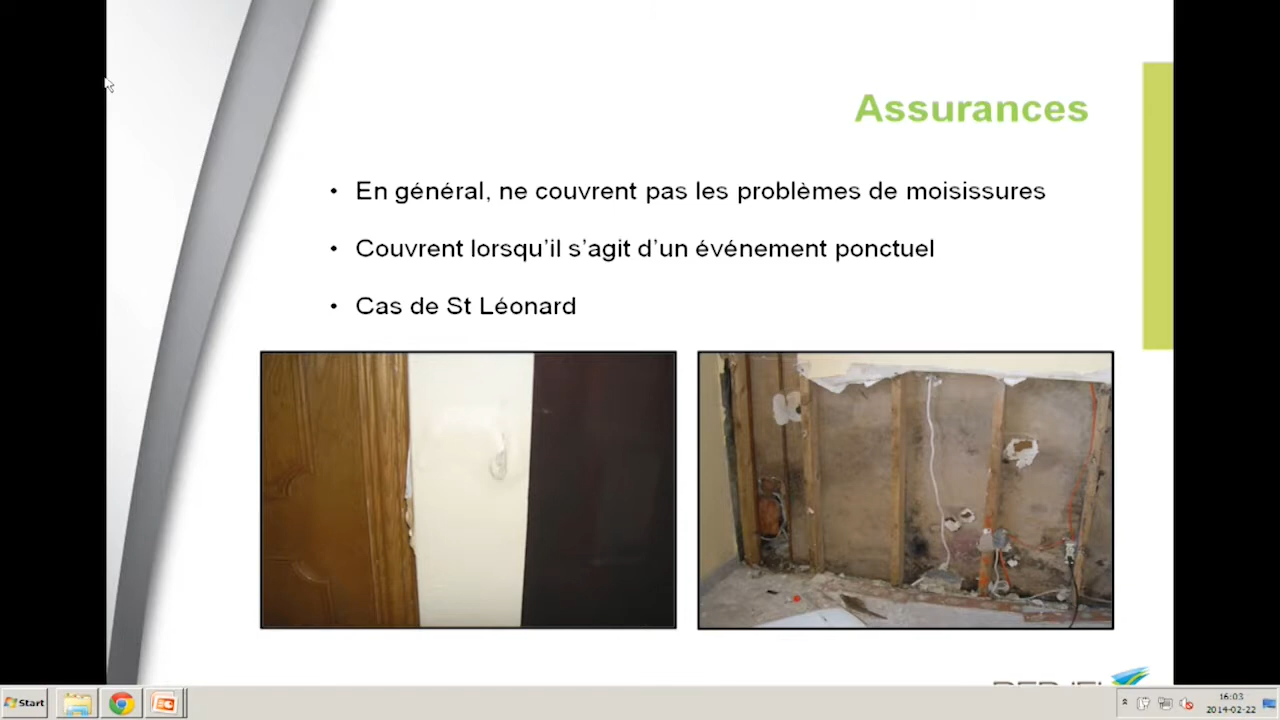 Assurances
• En général, ne couvrent pas les problèmes de moisissures
• Couvrent lorsqu'il s'agit d'un événement ponctuel
• Cas de St Léonard
Start
16:03
2014-02-22